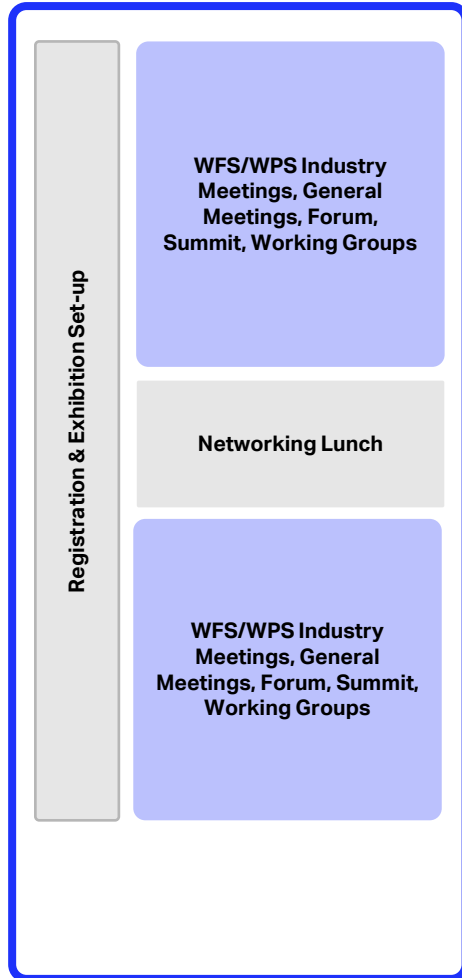 Registration & Exhibition Set-up
WFS/WPS Industry
Meetings, General
Meetings, Forum,
Summit, Working Groups
Networking Lunch
WFS/WPS Industry
Meetings, General
Meetings, Forum, Summit,
Working Groups